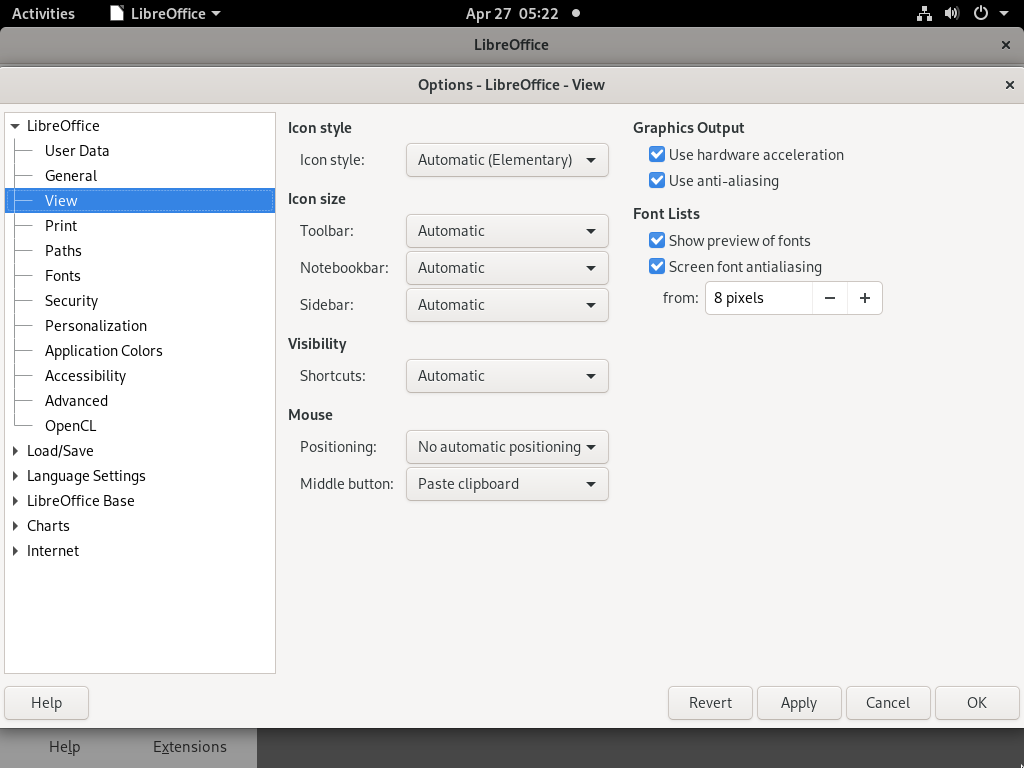 Activities
LibreOffice
Apr 27 05:22
LibreOffice
Options - LibreOffice - View
LibreOffice
User Data
General
View
Print
Paths
Fonts
Security
Personalization
Application Colors
Accessibility
Advanced
OpenCL
Load/Save
Language Settings
LibreOffice Base
Charts
Internet
Icon style
Icon style: Automatic (Elementary)
Icon size
Toolbar: Automatic
Notebookbar: Automatic
Sidebar: Automatic
Visibility
Shortcuts: Automatic
Mouse
Positioning: No automatic positioning
Middle button: Paste clipboard
Graphics Output
Use hardware acceleration
Use anti-aliasing
Font Lists
Show preview of fonts
Screen font antialiasing
from: 8 pixels
Help
Revert
Apply
Cancel
OK
Help
Extensions